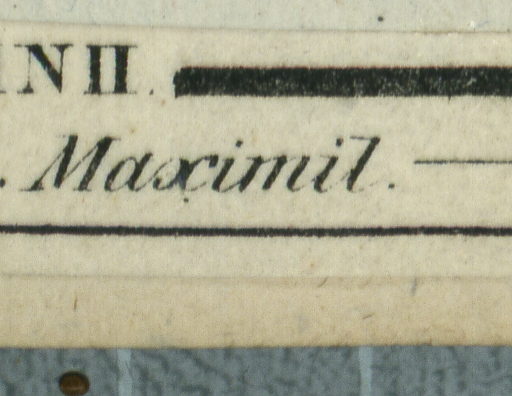 INII.
. Maximil. —